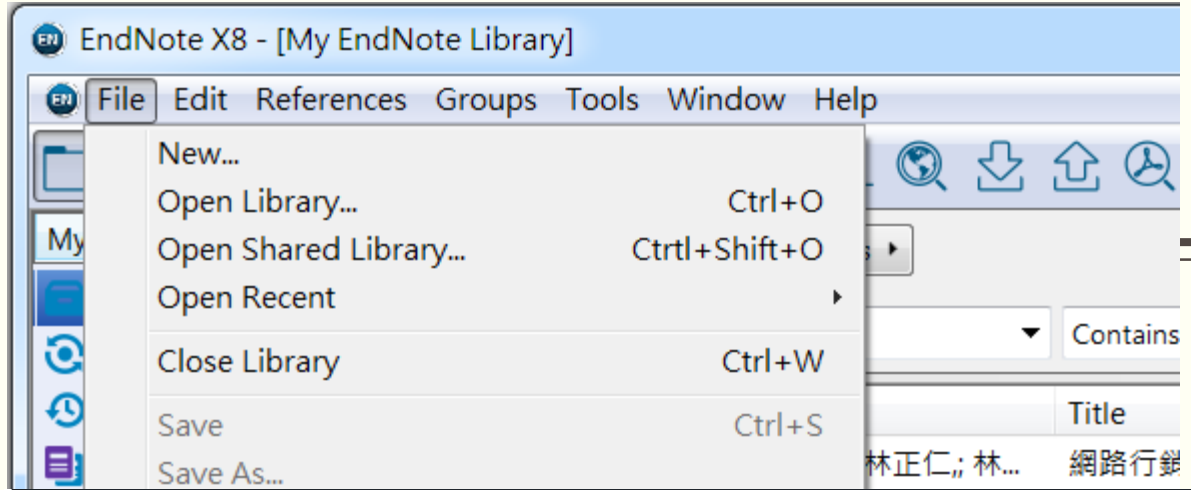 EndNote X8 - [My EndNote Library]
File Edit References Groups Tools Window Help
New...
Open Library... Ctrl+O
My
Open Shared Library... Ctrtl+Shift+O
Open Recent
Contains
Close Library Ctrl+W
Title
Save Ctrl+S
林正仁,; 林... 網路行銷
Save As...